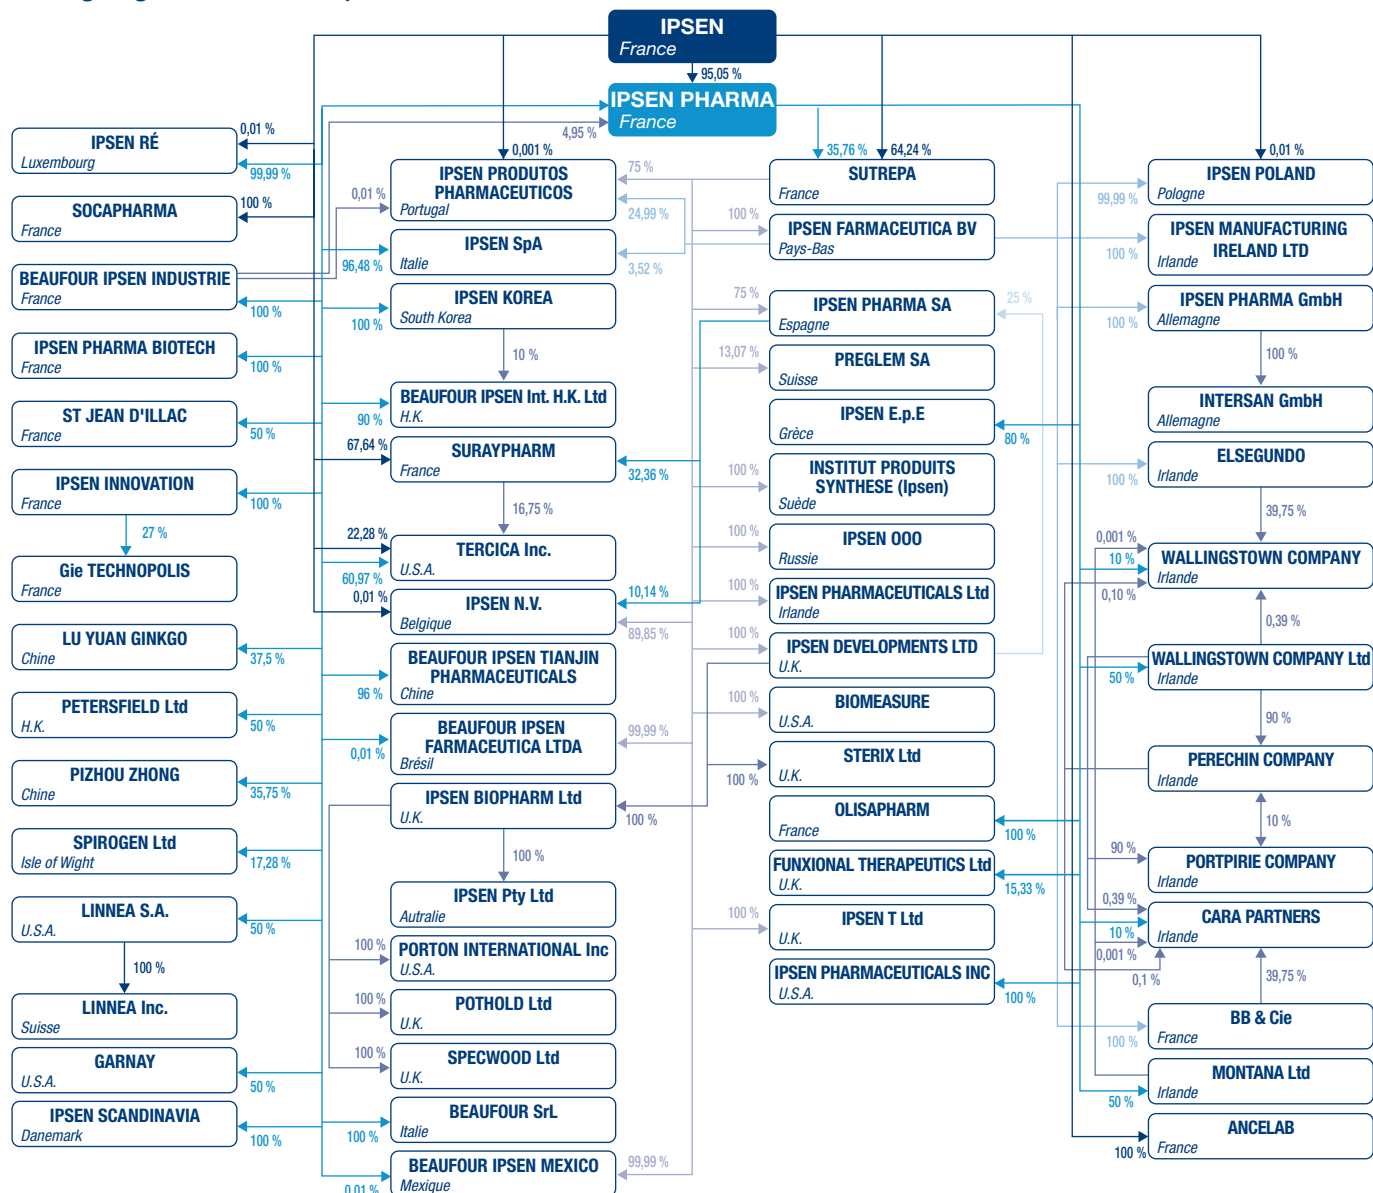 IPSEN
France
95,05 %
IPSEN PHARMA
France
4,95 %
0,01 %
IPSEN RÉ
Luxembourg
99,99 %
100 %
SOCAPHARMA
France
BEAUFOUR IPSEN INDUSTRIE
France
100 %
IPSEN PHARMA BIOTECH
France
100 %
ST JEAN D'ILLAC
France
50 %
IPSEN INNOVATION
France
100 %
27 %
Gie TECHNOPOLIS
France
LU YUAN GINKGO
Chine
37,5 %
PETERSFIELD Ltd
H.K.
50 %
PIZHOU ZHONG
Chine
35,75 %
SPIROGEN Ltd
Isle of Wight
17,28 %
LINNEA S.A.
U.S.A.
50 %
100 %
LINNEA Inc.
Suisse
GARNAY
U.S.A.
50 %
IPSEN SCANDINAVIA
Danemark
100 %
0,001 %
0,01 %
IPSEN PRODUTOS
PHARMACEUTICOS
Portugal
75 %
24,99 %
IPSEN SpA
Italie
96,48 %
3,52 %
IPSEN KOREA
South Korea
100 %
10 %
BEAUFOUR IPSEN Int. H.K. Ltd
H.K.
90 %
67,64 %
SURAYPHARM
France
32,36 %
16,75 %
22,28 %
TERCICA Inc.
U.S.A.
60,97 %
0,01 %
IPSEN N.V.
Belgique
10,14 %
89,85 %
BEAUFOUR IPSEN TIANJIN
PHARMACEUTICALS
Chine
96 %
BEAUFOUR IPSEN
FARMACEUTICA LTDA
Brésil
0,01 %
99,99 %
IPSEN BIOPHARM Ltd
U.K.
100 %
100 %
IPSEN Pty Ltd
Autralie
100 %
PORTON INTERNATIONAL Inc
U.S.A.
100 %
POTHOLD Ltd
U.K.
100 %
SPECWOOD Ltd
U.K.
BEAUFOUR SrL
Italie
100 %
BEAUFOUR IPSEN MEXICO
Mexique
0,01 %
99,99 %
35,76 %
64,24 %
SUTREPA
France
100 %
IPSEN FARMACEUTICA BV
Pays-Bas
75 %
IPSEN PHARMA SA
Espagne
25 %
13,07 %
PREGLEM SA
Suisse
IPSEN E.p.E
Grèce
80 %
100 %
INSTITUT PRODUITS
SYNTHESE (Ipsen)
Suède
100 %
IPSEN OOO
Russie
100 %
IPSEN PHARMACEUTICALS Ltd
Irlande
100 %
IPSEN DEVELOPMENTS LTD
U.K.
100 %
BIOMEASURE
U.S.A.
STERIX Ltd
U.K.
100 %
OLISAPHARM
France
100 %
FUNXIONAL THERAPEUTICS Ltd
U.K.
15,33 %
100 %
IPSEN T Ltd
U.K.
IPSEN PHARMACEUTICALS INC
U.S.A.
100 %
0,01 %
IPSEN POLAND
Pologne
99,99 %
IPSEN MANUFACTURING
IRELAND LTD
Irlande
100 %
IPSEN PHARMA GmbH
Allemagne
100 %
100 %
INTERSAN GmbH
Allemagne
ELSEGUNDO
Irlande
100 %
39,75 %
0,001 %
10 %
0,10 %
WALLINGSTOWN COMPANY
Irlande
0,39 %
WALLINGSTOWN COMPANY Ltd
Irlande
50 %
90 %
PERECHIN COMPANY
Irlande
10 %
90 %
PORTPIRIE COMPANY
Irlande
0,39 %
CARA PARTNERS
Irlande
10 %
0,001 %
0,1 %
39,75 %
BB & Cie
France
100 %
MONTANA Ltd
Irlande
50 %
ANCELAB
France
100 %